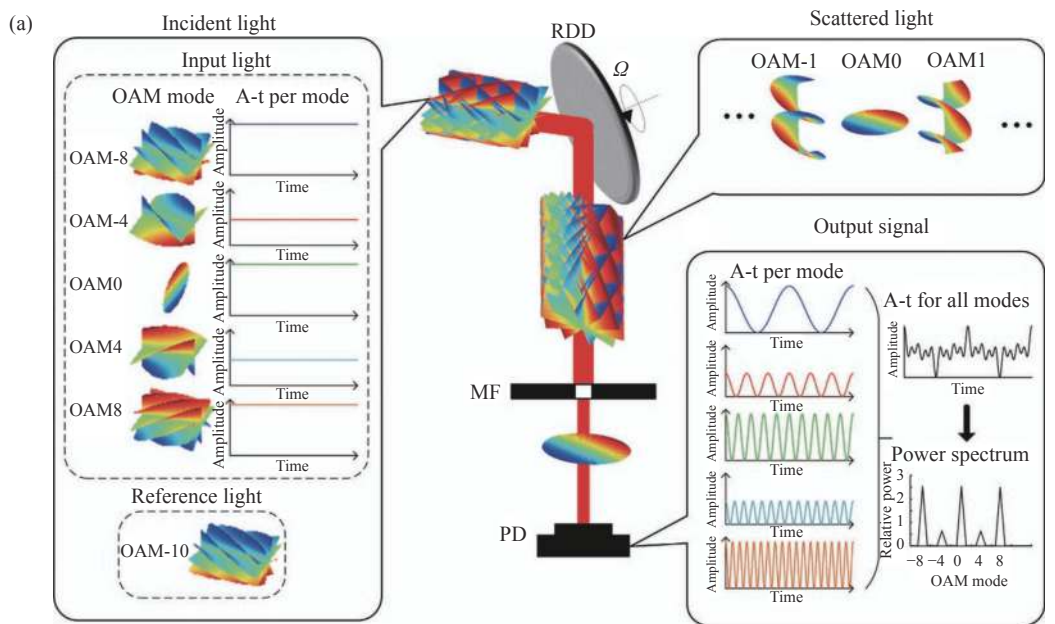 (a)
Incident light
Input light
OAM mode
A-t per mode
OAM-8
Amplitude
Time
OAM-4
Amplitude
Time
OAM0
Amplitude
Time
OAM4
Amplitude
Time
OAM8
Amplitude
Time
Reference light
OAM-10
RDD
Ω
MF
PD
Scattered light
OAM-1
OAM0
OAM1
...
...
Output signal
A-t per mode
Amplitude
Time
Amplitude
Time
Amplitude
Time
Amplitude
Time
Amplitude
Time
A-t for all modes
Amplitude
Time
Power spectrum
Relative power
3
2
1
0
−8 −4 0 4 8
OAM mode